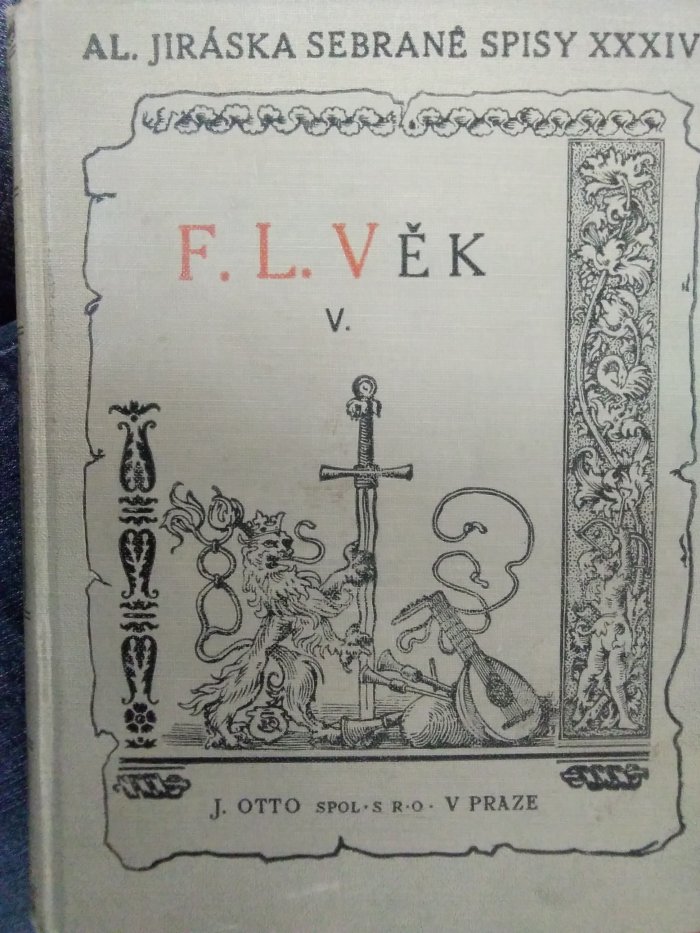 AL. JIRÁSKA SEBRANÉ SPISY XXXIV
F. L. VĚK
V.
J. OTTO SPOL·S R·O· V PRAZE